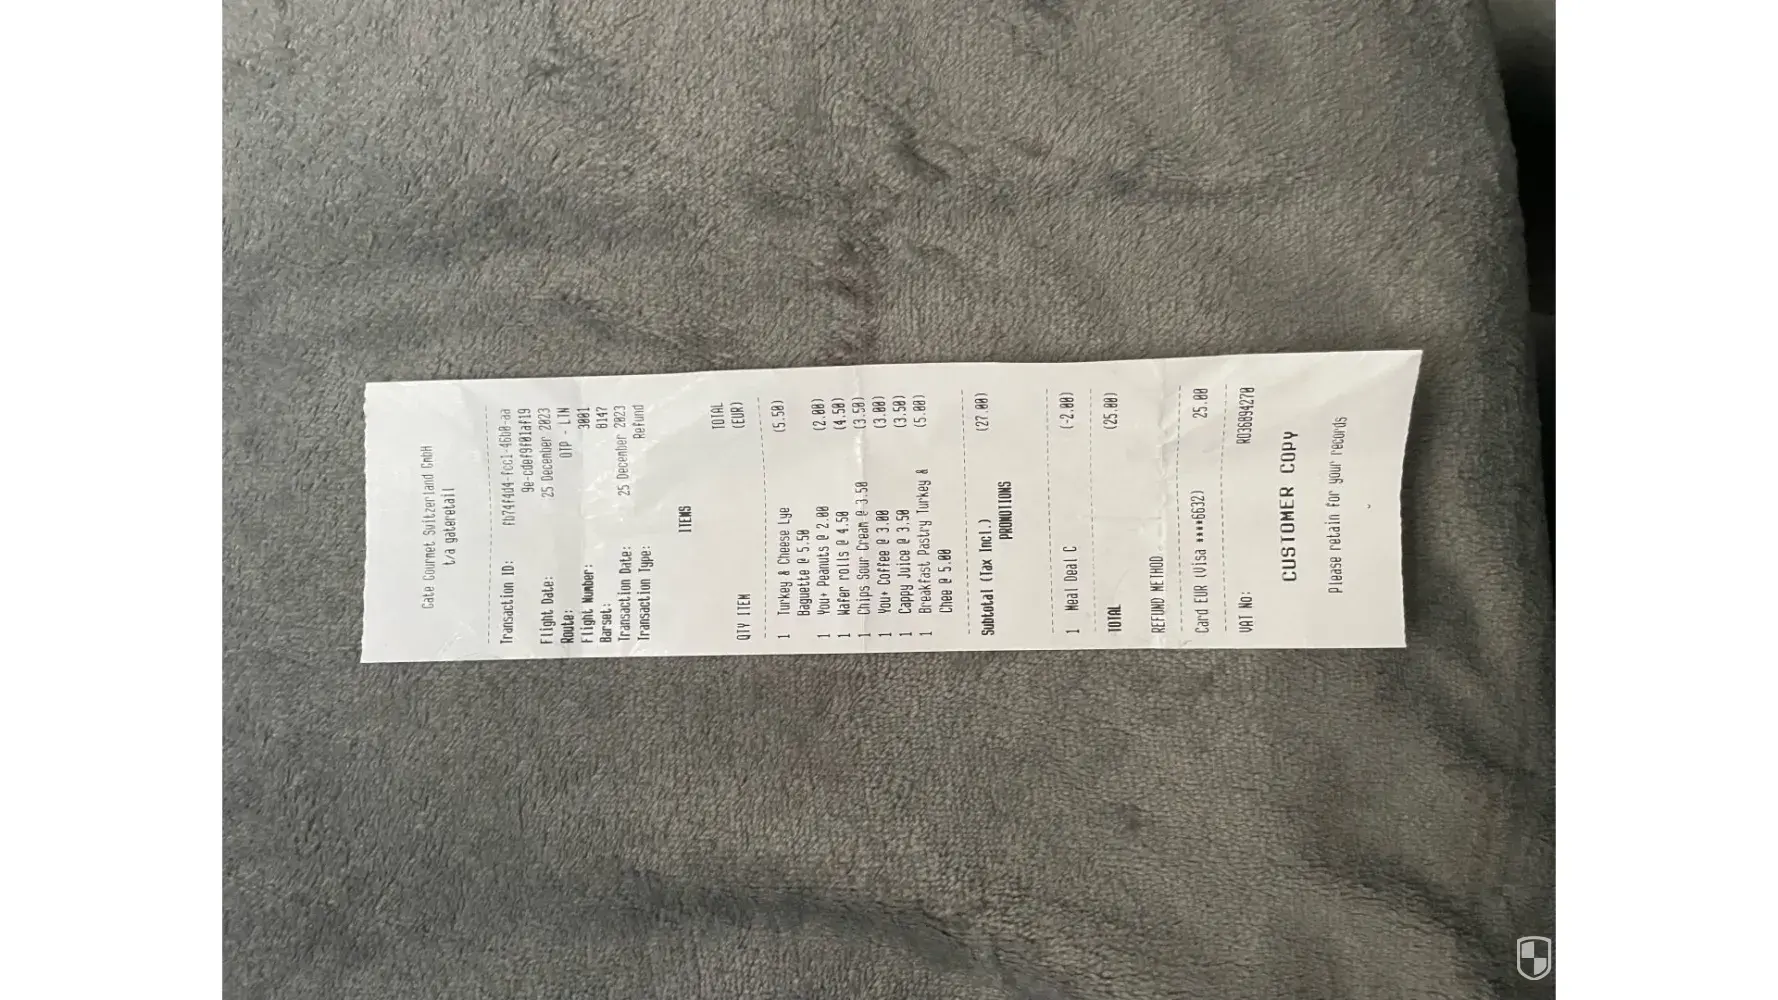 Gate Gourmet Switzerland GmbH
t/a gateretail
Transaction ID: fb74f4d4-fcc1-46b0-aa
9e-cdef9f01af19
Flight Date: 25 December 2023
Route: OTP - LIN
Flight Number: 3001
Barset: 0147
Transaction Date: 25 December 2023
Transaction Type: Refund
ITEMS
TOTAL
QTY ITEM (EUR)
1 Turkey & Cheese Lye (5.50)
Baguette @ 5.50
1 You+ Peanuts @ 2.00 (2.00)
1 Wafer rolls @ 4.50 (4.50)
1 Chips Sour Cream @ 3.50 (3.50)
1 You+ Coffee @ 3.00 (3.00)
1 Cappy Juice @ 3.50 (3.50)
1 Breakfast Pastry Turkey & (5.00)
Chee @ 5.00
Subtotal (Tax Incl.) (27.00)
PROMOTIONS
1 Meal Deal C (-2.00)
TOTAL (25.00)
REFUND METHOD
Card EUR (Visa ****6632) 25.00
VAT No: RO36894270
CUSTOMER COPY
Please retain for your records